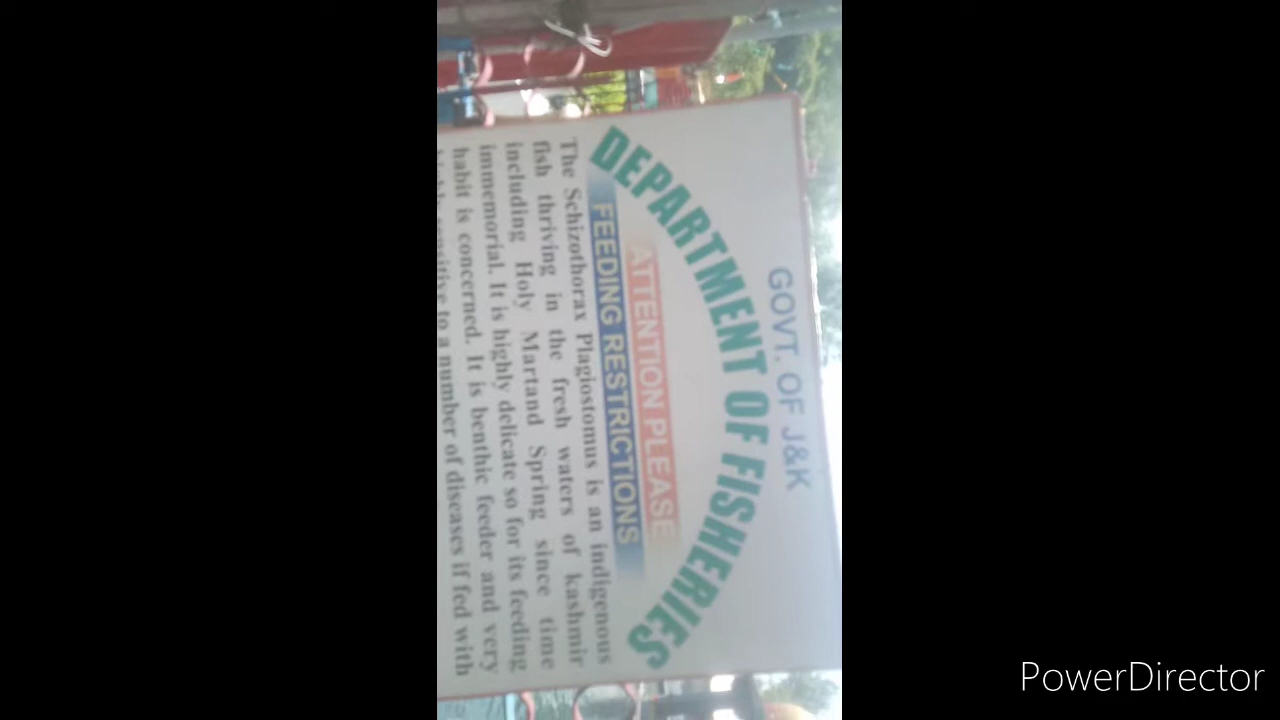 GOVT. OF J&K
DEPARTMENT OF FISHERIES
ATTENTION PLEASE
FEEDING RESTRICTIONS
The Schizothorax Plagiostomus is an indigenous
fish thriving in the fresh waters of kashmir
including Holy Martand Spring since time
immemorial. It is highly delicate so for its feeding
habit is concerned. It is benthic feeder and very
sensitive to a number of diseases if fed with
PowerDirector